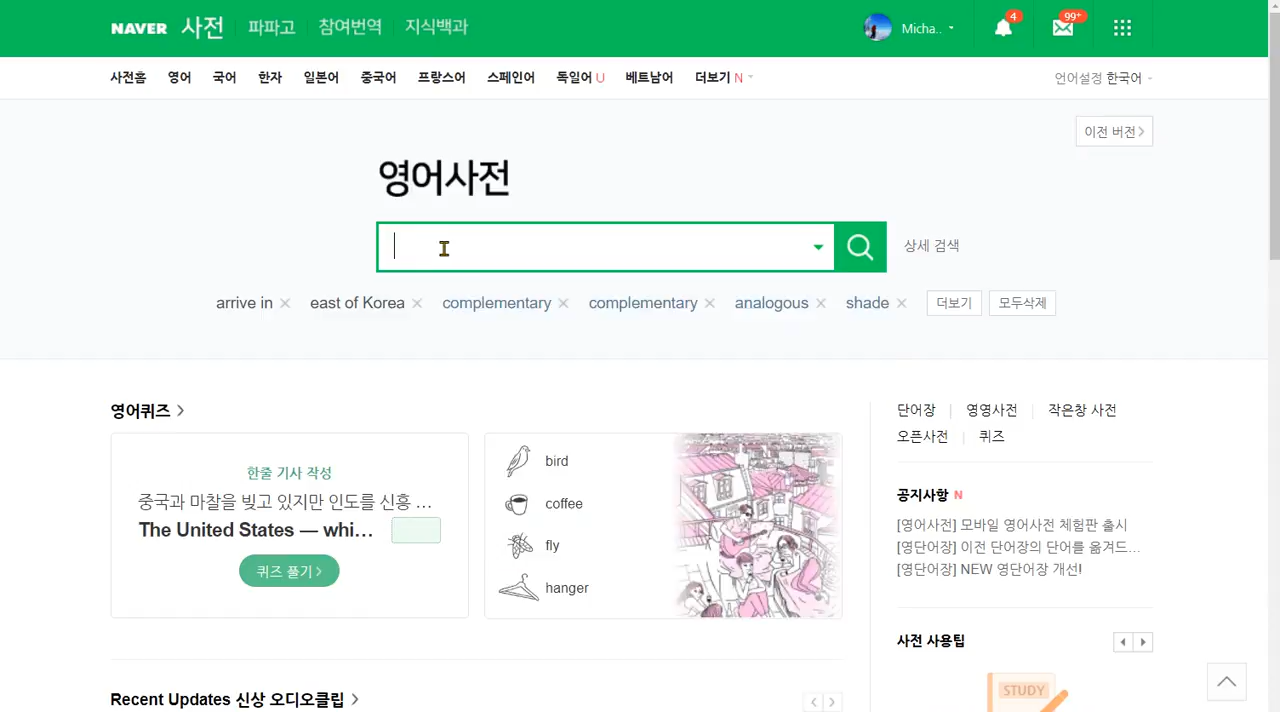 NAVER 사전 파파고 참여번역 지식백과 Micha.. 4 99+
사전홈 영어 국어 한자 일본어 중국어 프랑스어 스페인어 독일어 U 베트남어 더보기 N 언어설정 한국어
이전 버전
영어사전
상세 검색
arrive in east of Korea complementary complementary analogous shade 더보기 모두삭제
영어퀴즈
한줄 기사 작성
중국과 마찰을 빚고 있지만 인도를 신흥 ...
The United States — whi...
퀴즈 풀기
bird
coffee
fly
hanger
단어장 영영사전 작은창 사전
오픈사전 퀴즈
공지사항 N
[영어사전] 모바일 영어사전 체험판 출시
[영단어장] 이전 단어장의 단어를 옮겨드...
[영단어장] NEW 영단어장 개선!
사전 사용팁
STUDY
Recent Updates 신상 오디오클립